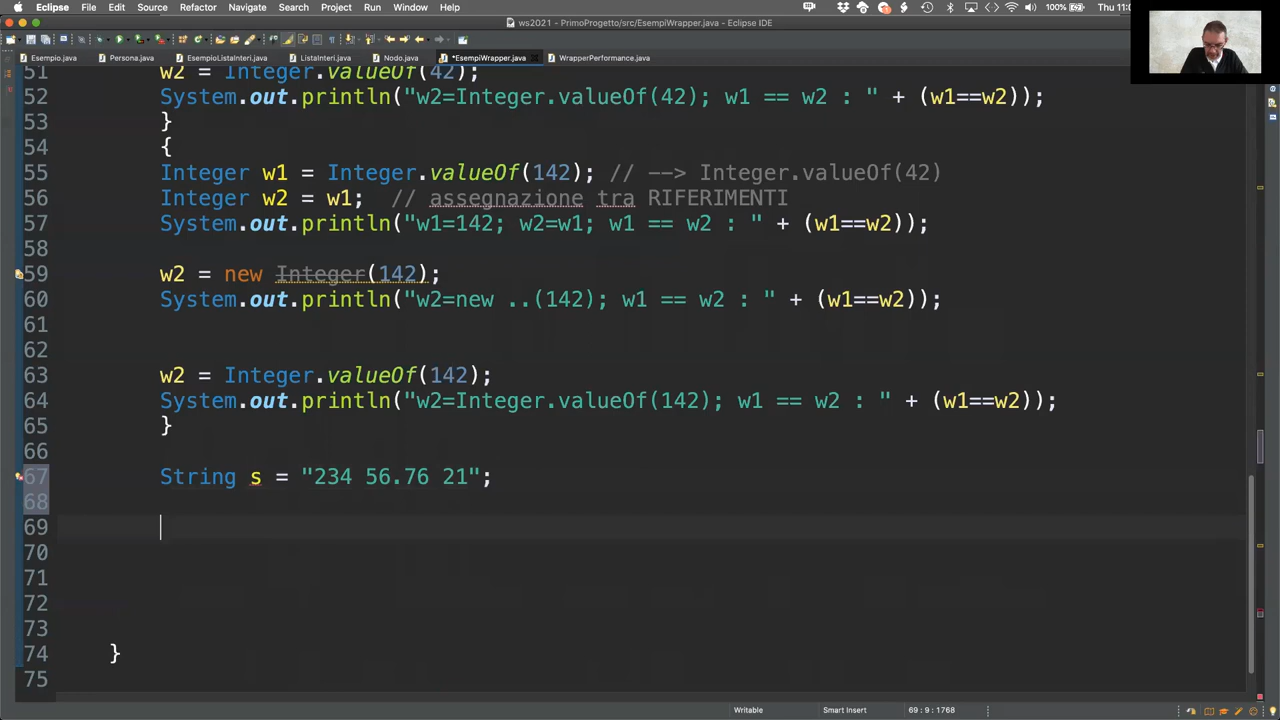 Eclipse File Edit Source Refactor Navigate Search Project Run Window Help 100% Thu 11:0
ws2021 - PrimoProgetto/src/EsempiWrapper.java - Eclipse IDE
Esempio.java Persona.java EsempioListaInteri.java ListaInteri.java Nodo.java *EsempiWrapper.java WrapperPerformance.java
51 w2 = Integer.valueOf(42);
52 System.out.println("w2=Integer.valueOf(42); w1 == w2 : " + (w1==w2));
53 }
54 {
55 Integer w1 = Integer.valueOf(142); // --> Integer.valueOf(42)
56 Integer w2 = w1; // assegnazione tra RIFERIMENTI
57 System.out.println("w1=142; w2=w1; w1 == w2 : " + (w1==w2));
58
59 w2 = new Integer(142);
60 System.out.println("w2=new ..(142); w1 == w2 : " + (w1==w2));
61
62
63 w2 = Integer.valueOf(142);
64 System.out.println("w2=Integer.valueOf(142); w1 == w2 : " + (w1==w2));
65 }
66
67 String s = "234 56.76 21";
68
69
70
71
72
73
74 }
75
Writable Smart Insert 69 : 9 : 1768